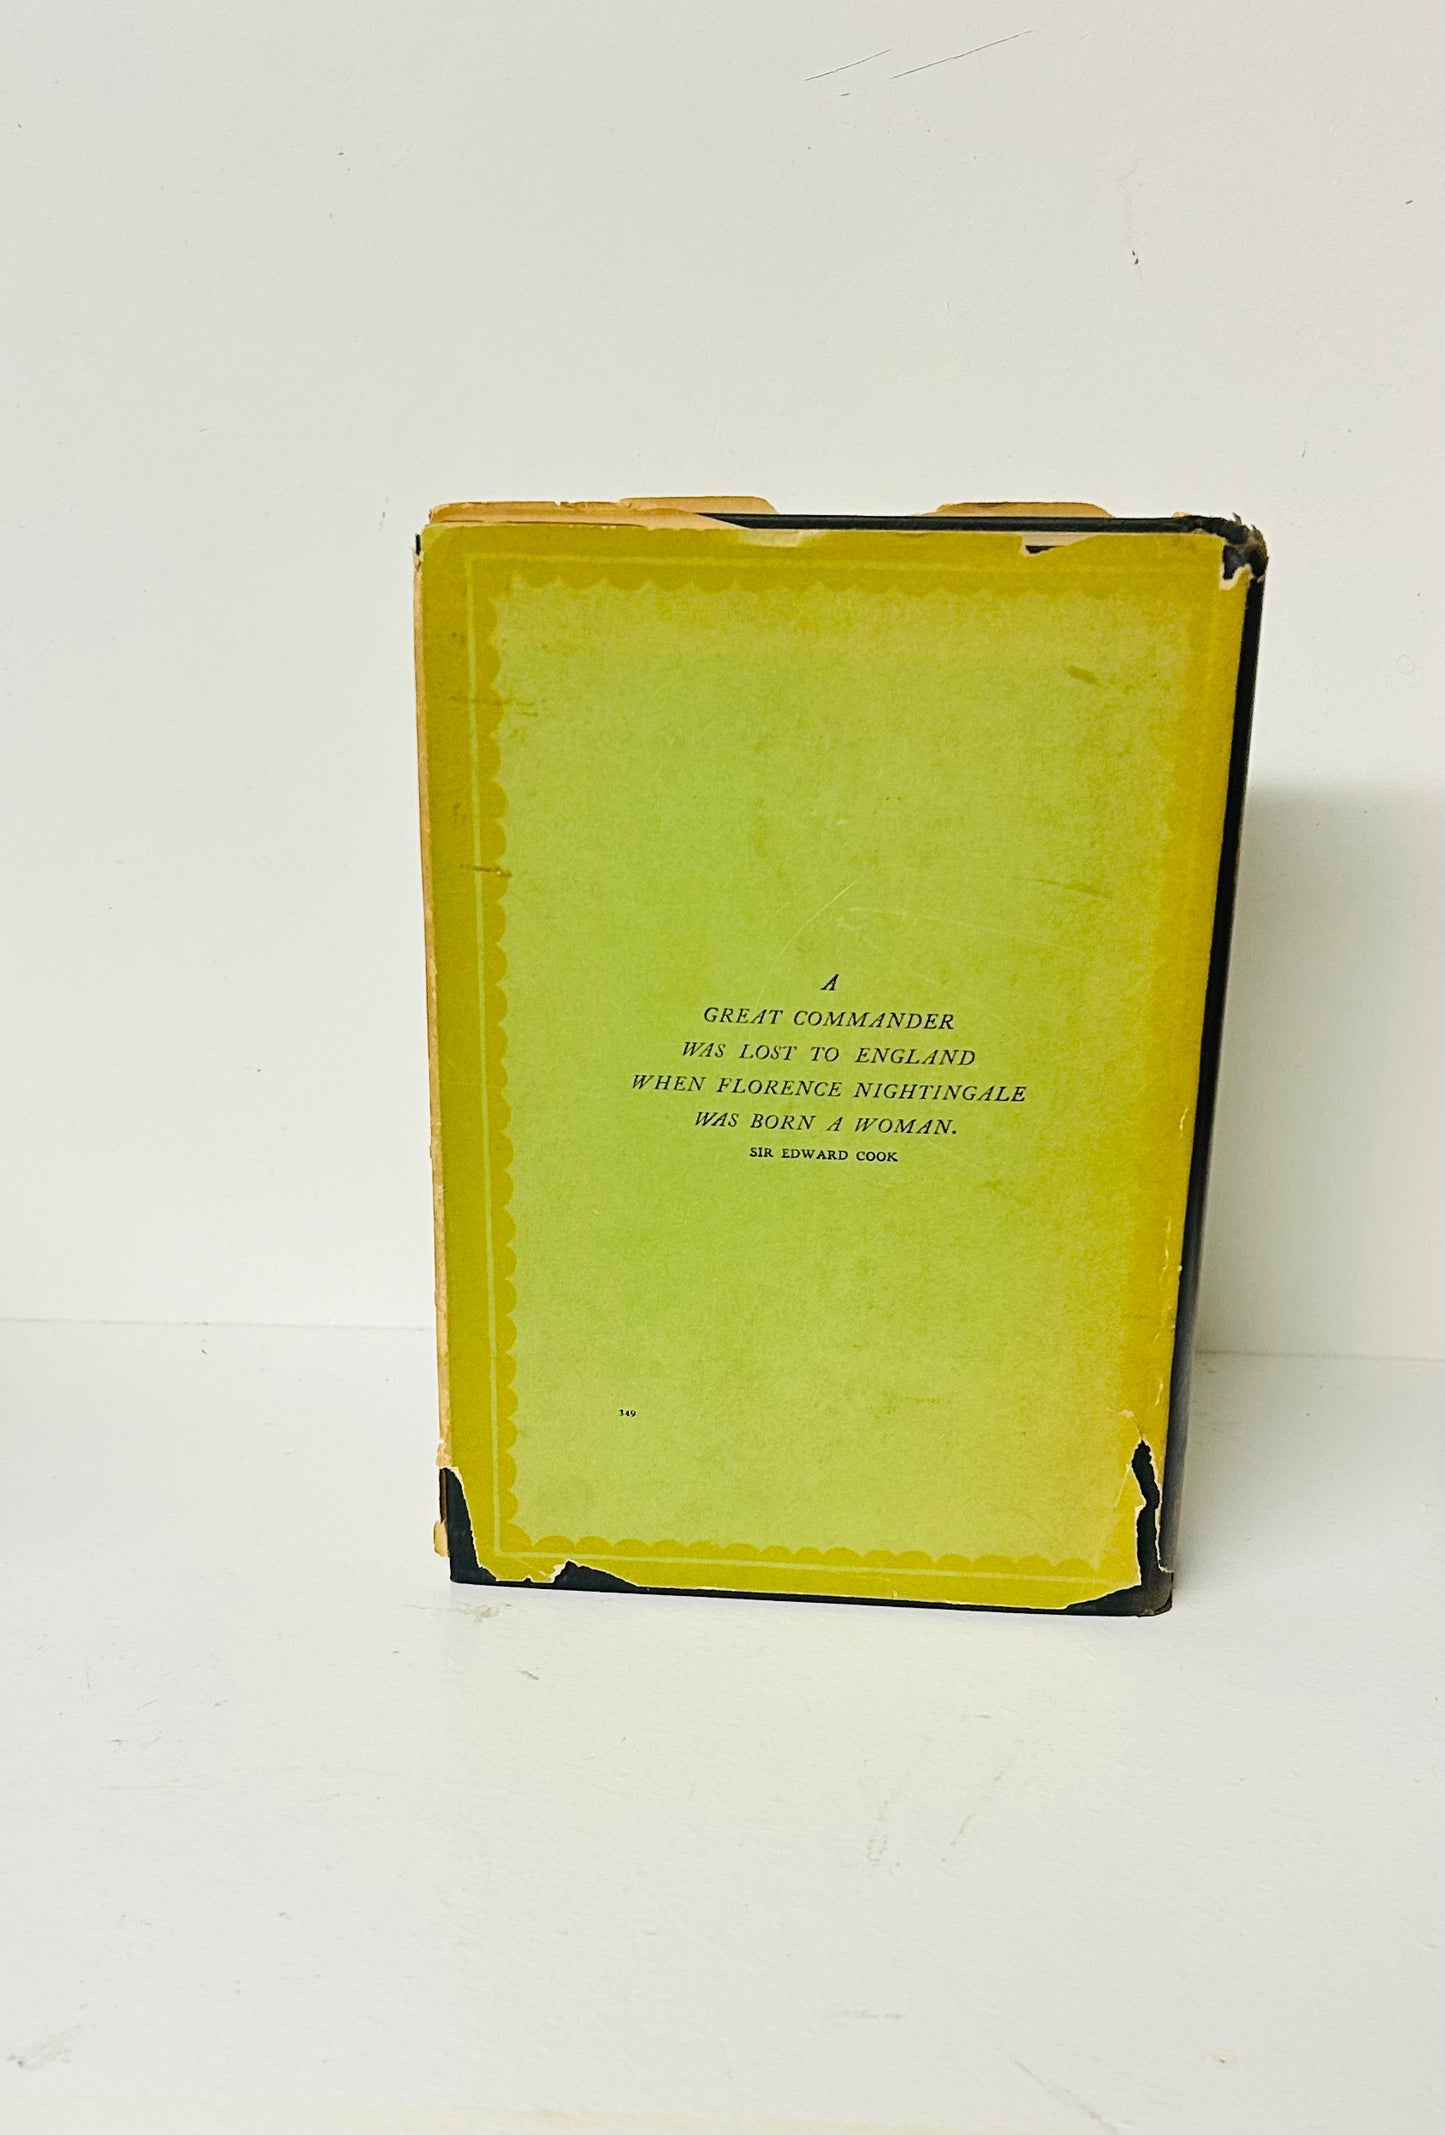 A
GREAT COMMANDER
WAS LOST TO ENGLAND
WHEN FLORENCE NIGHTINGALE
WAS BORN A WOMAN.
SIR EDWARD COOK
349